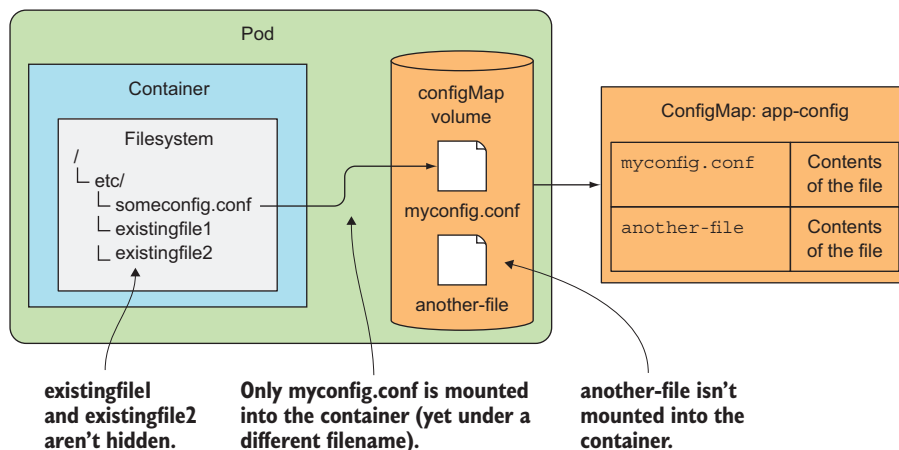 Pod
Container
Filesystem
/
etc/
someconfig.conf
existingfile1
existingfile2
configMap
volume
myconfig.conf
another-file
ConfigMap: app-config
myconfig.conf
Contents
of the file
another-file
Contents
of the file
existingfileI
and existingfile2
aren't hidden.
Only myconfig.conf is mounted
into the container (yet under a
different filename).
another-file isn't
mounted into the
container.